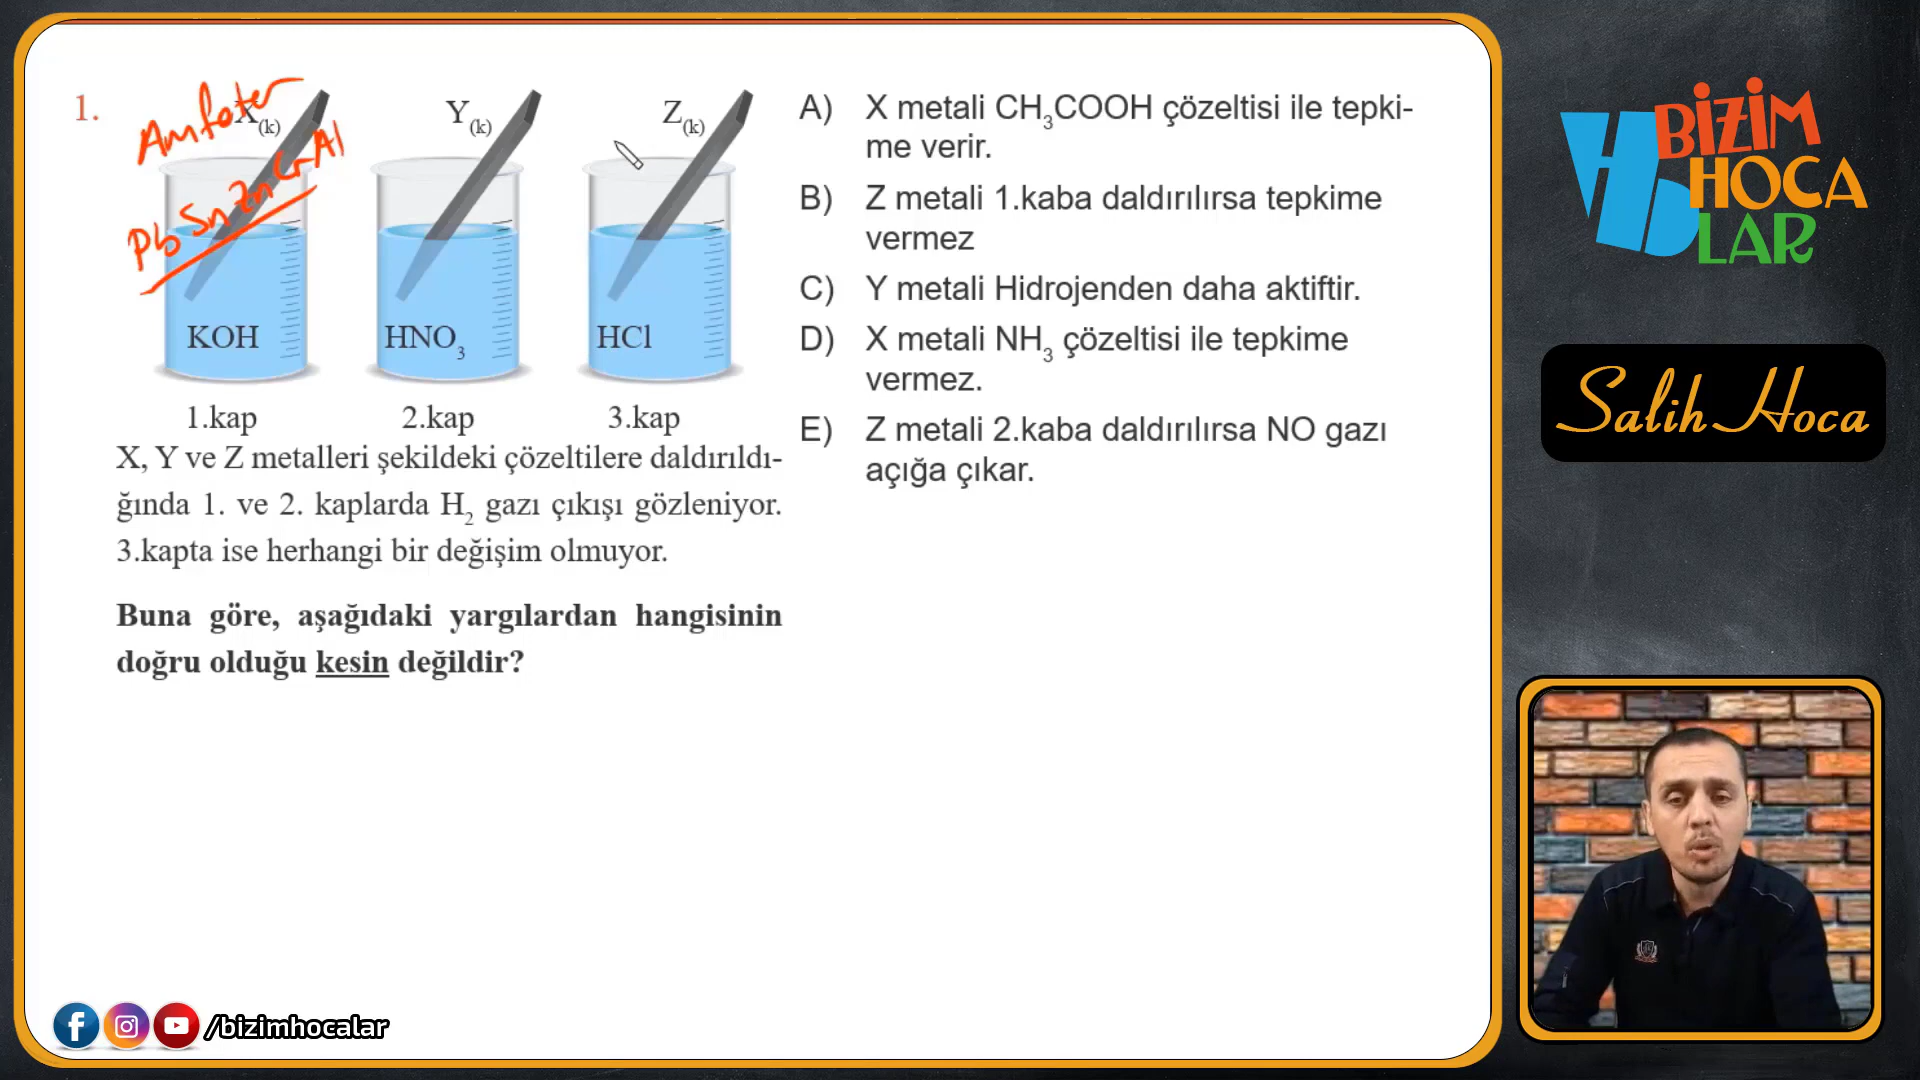 1.
Amfoter
Pb Sn Zn Cr Al
X(k)
Y(k)
Z(k)
KOH
HNO3
HCl
1.kap
2.kap
3.kap
X, Y ve Z metalleri şekildeki çözeltilere daldırıldı-
ğında 1. ve 2. kaplarda H2 gazı çıkışı gözleniyor.
3.kapta ise herhangi bir değişim olmuyor.
Buna göre, aşağıdaki yargılardan hangisinin
doğru olduğu kesin değildir?
A) X metali CH3COOH çözeltisi ile tepki-
me verir.
B) Z metali 1.kaba daldırılırsa tepkime
vermez
C) Y metali Hidrojenden daha aktiftir.
D) X metali NH3 çözeltisi ile tepkime
vermez.
E) Z metali 2.kaba daldırılırsa NO gazı
açığa çıkar.
BİZİM
HOCA
LAR
Salih Hoca
/bizimhocalar